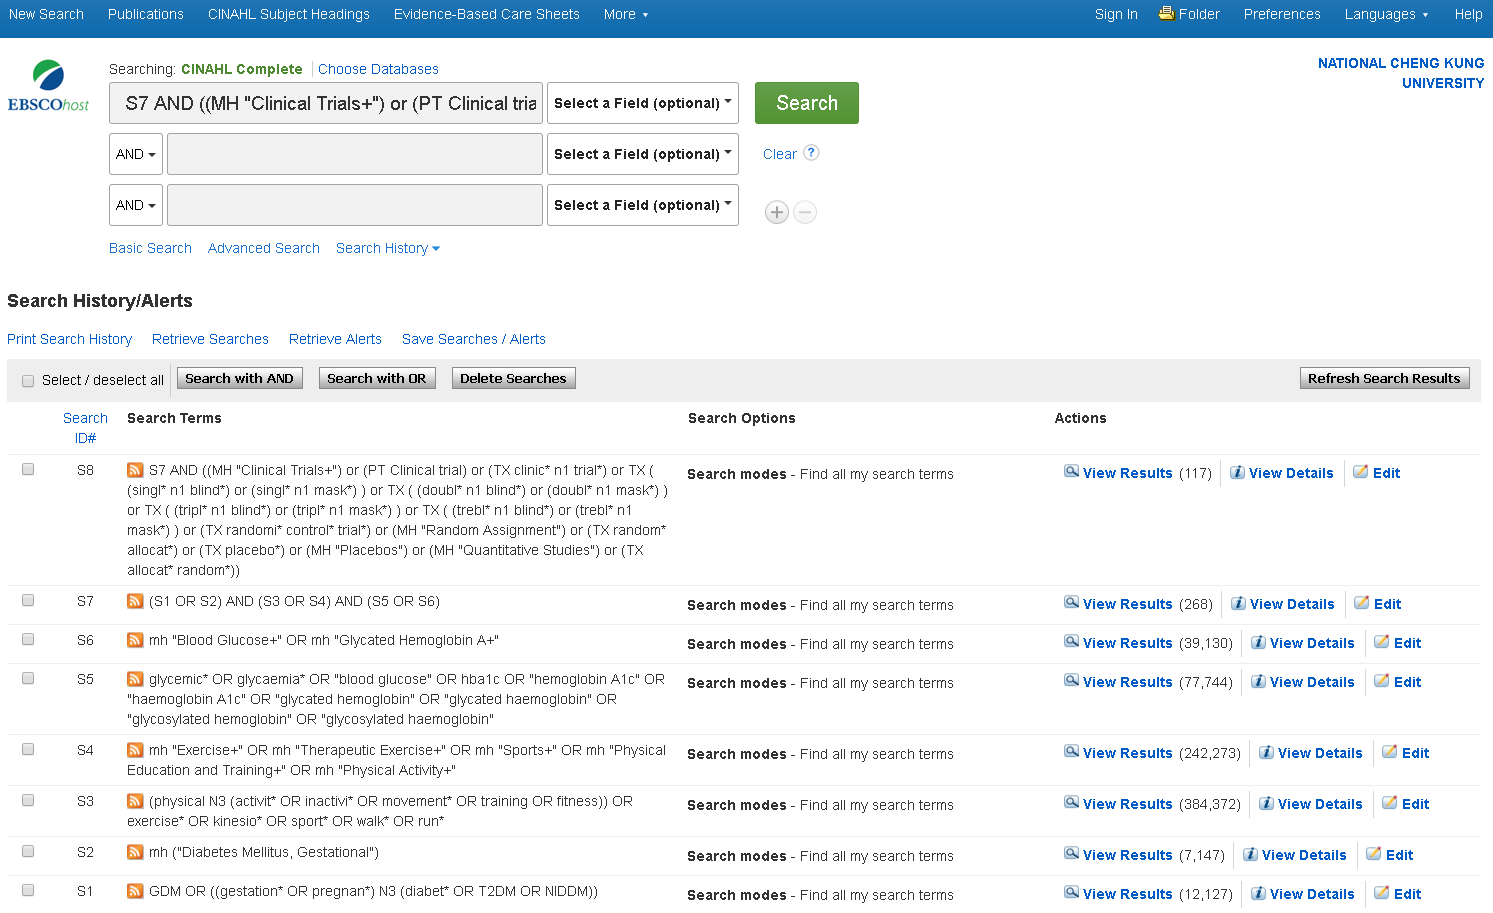 New Search Publications CINAHL Subject Headings Evidence-Based Care Sheets More Sign In Folder Preferences Languages Help
Searching: CINAHL Complete Choose Databases
NATIONAL CHENG KUNG
UNIVERSITY
EBSCOhost
S7 AND ((MH "Clinical Trials+") or (PT Clinical tria Select a Field (optional) Search
AND Select a Field (optional) Clear ?
AND Select a Field (optional)
Basic Search Advanced Search Search History
Search History/Alerts
Print Search History Retrieve Searches Retrieve Alerts Save Searches / Alerts
Select / deselect all Search with AND Search with OR Delete Searches Refresh Search Results
Search ID# Search Terms Search Options Actions
S8 S7 AND ((MH "Clinical Trials+") or (PT Clinical trial) or (TX clinic* n1 trial*) or TX ( Search modes - Find all my search terms View Results (117) View Details Edit
(singl* n1 blind*) or (singl* n1 mask*) ) or TX ( (doubl* n1 blind*) or (doubl* n1 mask*) )
or TX ( (tripl* n1 blind*) or (tripl* n1 mask*) ) or TX ( (trebl* n1 blind*) or (trebl* n1
mask*) ) or (TX randomi* control* trial*) or (MH "Random Assignment") or (TX random*
allocat*) or (TX placebo*) or (MH "Placebos") or (MH "Quantitative Studies") or (TX
allocat* random*))
S7 (S1 OR S2) AND (S3 OR S4) AND (S5 OR S6) Search modes - Find all my search terms View Results (268) View Details Edit
S6 mh "Blood Glucose+" OR mh "Glycated Hemoglobin A+" Search modes - Find all my search terms View Results (39,130) View Details Edit
S5 glycemic* OR glycaemia* OR "blood glucose" OR hba1c OR "hemoglobin A1c" OR Search modes - Find all my search terms View Results (77,744) View Details Edit
"haemoglobin A1c" OR "glycated hemoglobin" OR "glycated haemoglobin" OR
"glycosylated hemoglobin" OR "glycosylated haemoglobin"
S4 mh "Exercise+" OR mh "Therapeutic Exercise+" OR mh "Sports+" OR mh "Physical Search modes - Find all my search terms View Results (242,273) View Details Edit
Education and Training+" OR mh "Physical Activity+"
S3 (physical N3 (activit* OR inactivi* OR movement* OR training OR fitness)) OR Search modes - Find all my search terms View Results (384,372) View Details Edit
exercise* OR kinesio* OR sport* OR walk* OR run*
S2 mh ("Diabetes Mellitus, Gestational") Search modes - Find all my search terms View Results (7,147) View Details Edit
S1 GDM OR ((gestation* OR pregnan*) N3 (diabet* OR T2DM OR NIDDM)) Search modes - Find all my search terms View Results (12,127) View Details Edit